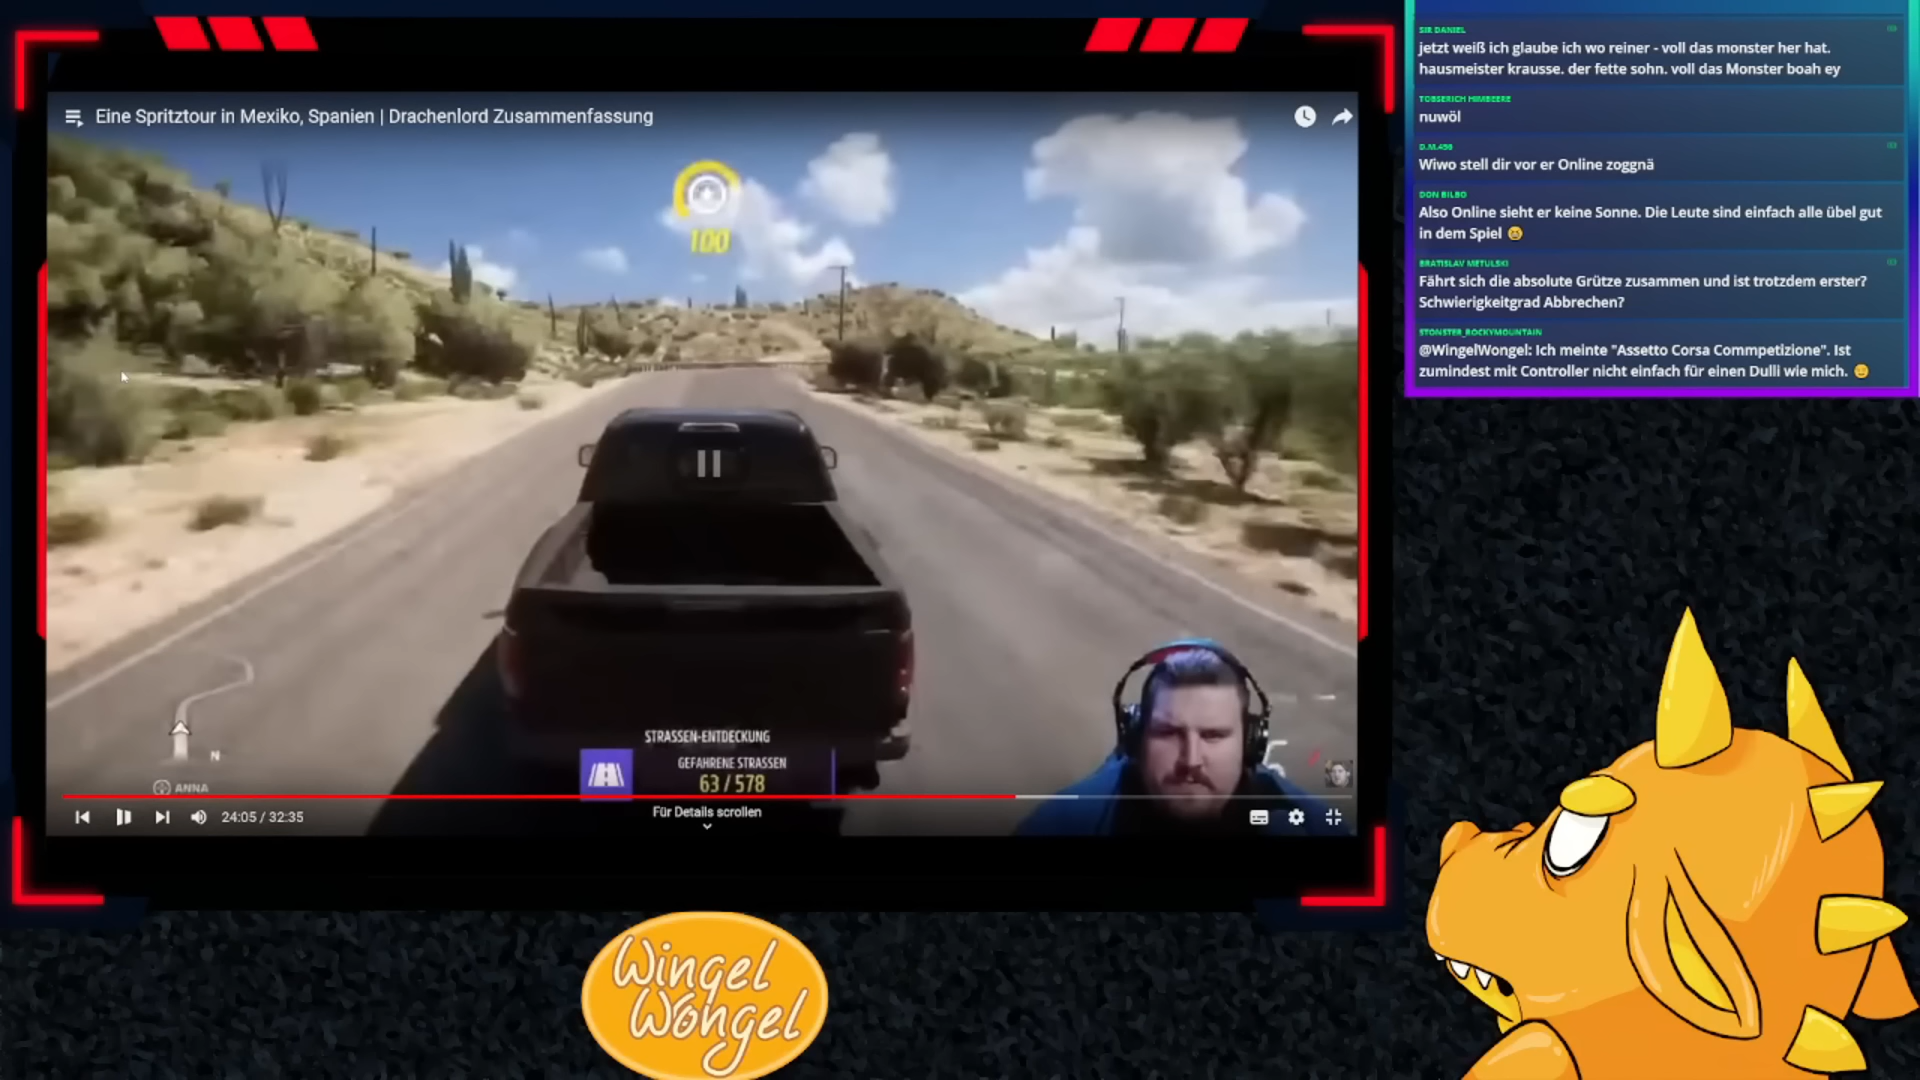 Eine Spritztour in Mexiko, Spanien | Drachenlord Zusammenfassung
100
STRASSEN-ENTDECKUNG
GEFAHRENE STRASSEN
63 / 578
N
ANNA
24:05 / 32:35
Für Details scrollen
SIR DANIEL
jetzt weiß ich glaube ich wo reiner - voll das monster her hat.
hausmeister krausse. der fette sohn. voll das Monster boah ey
TOBSERICH HIMBEERE
nuwöl
D.M.496
Wiwo stell dir vor er Online zoggnä
DON BILBO
Also Online sieht er keine Sonne. Die Leute sind einfach alle übel gut
in dem Spiel 😄
BRATISLAV METULSKI
Fährt sich die absolute Grütze zusammen und ist trotzdem erster?
Schwierigkeitgrad Abbrechen?
STONSTER_ROCKYMOUNTAIN
@WingelWongel: Ich meinte "Assetto Corsa Commpetizione". Ist
zumindest mit Controller nicht einfach für einen Dulli wie mich. 😉
Wingel
Wongel